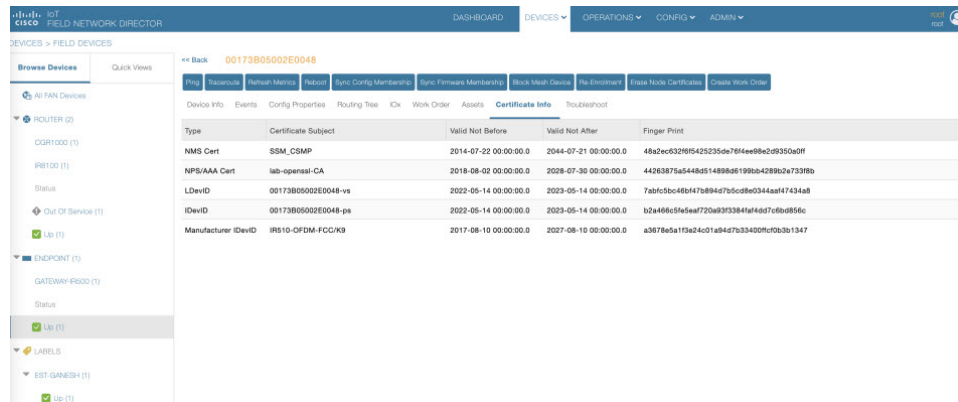 cisco IoT FIELD NETWORK DIRECTOR
DASHBOARD DEVICES OPERATIONS CONFIG ADMIN root root
DEVICES > FIELD DEVICES
Browse Devices Quick Views
All FAN Devices
ROUTER (2)
CGR1000 (1)
IR8100 (1)
Status
Out Of Service (1)
Up (1)
ENDPOINT (1)
GATEWAY-IR500 (1)
Status
Up (1)
LABELS
EST-GANESH (1)
Up (1)
<< Back 00173B05002E0048
Ping Traceroute Refresh Metrics Reboot Sync Config Membership Sync Firmware Membership Block Mesh Device Re-Enrolment Erase Node Certificates Create Work Order
Device Info Events Config Properties Routing Tree IOx Work Order Assets Certificate Info Troubleshoot
Type Certificate Subject Valid Not Before Valid Not After Finger Print
NMS Cert SSM_CSMP 2014-07-22 00:00:00.0 2044-07-21 00:00:00.0 48a2ec632f6f5425235de76f4ee98e2d9350a0ff
NPS/AAA Cert lab-openssl-CA 2018-08-02 00:00:00.0 2028-07-30 00:00:00.0 44263875a5448d514898d6199bb4289b2e733f8b
LDevID 00173B05002E0048-vs 2022-05-14 00:00:00.0 2023-05-14 00:00:00.0 7abfc5bc46bf47b894d7b5cd8e0344aaf47434a8
IDevID 00173B05002E0048-ps 2022-05-14 00:00:00.0 2023-05-14 00:00:00.0 b2a466c5fe5eaf720a93f3384faf4dd7c6bd856c
Manufacturer IDevID IR510-OFDM-FCC/K9 2017-08-10 00:00:00.0 2027-08-10 00:00:00.0 a3678e5a1f3e24c01a94d7b33400ffcf0b3b1347